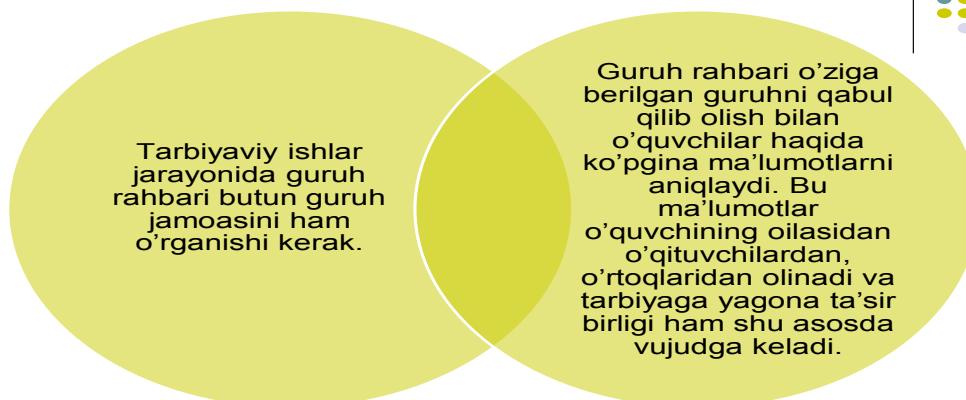 Tarbiyaviy ishlar
jarayonida guruh
rahbari butun guruh
jamoasini ham
o’rganishi kerak.
Guruh rahbari o’ziga
berilgan guruhni qabul
qilib olish bilan
o’quvchilar haqida
ko’pgina ma’lumotlarni
aniqlaydi. Bu
ma’lumotlar
o’quvchining oilasidan
o’qituvchilardan,
o’rtoqlaridan olinadi va
tarbiyaga yagona ta’sir
birligi ham shu asosda
vujudga keladi.